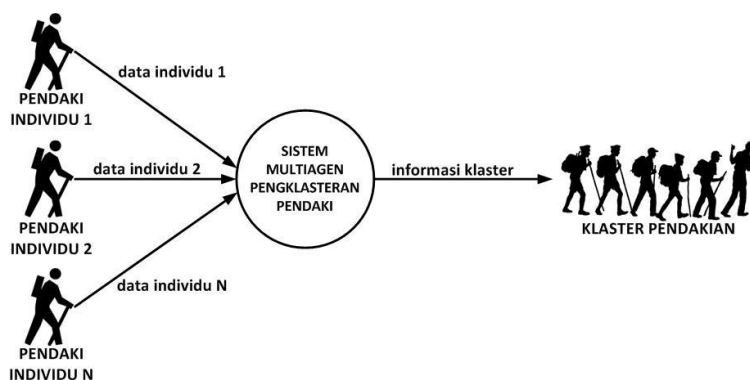 data individu 1
PENDAKI
INDIVIDU 1
data individu 2
PENDAKI
INDIVIDU 2
data individu N
PENDAKI
INDIVIDU N
SISTEM
MULTIAGEN
PENGKLASTERAN
PENDAKI
informasi klaster
KLASTER PENDAKIAN